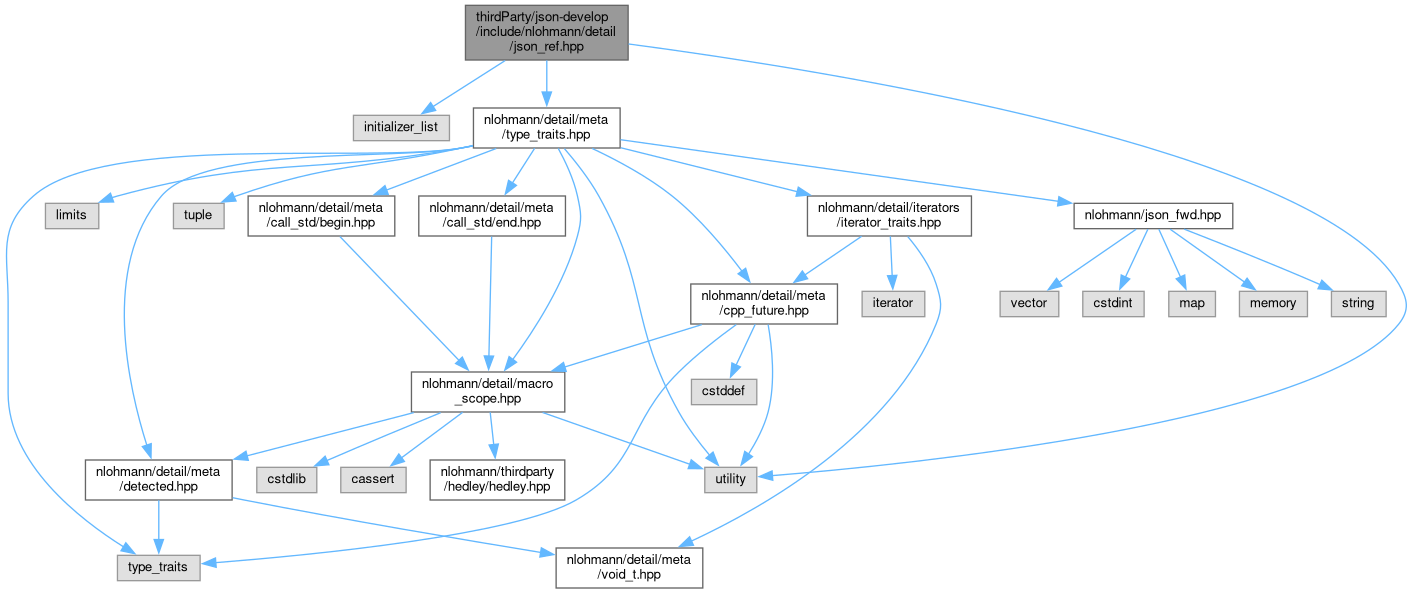 thirdParty/json-develop
/include/nlohmann/detail
/json_ref.hpp
initializer_list
nlohmann/detail/meta
/type_traits.hpp
limits
tuple
nlohmann/detail/meta
/call_std/begin.hpp
nlohmann/detail/meta
/call_std/end.hpp
nlohmann/detail/iterators
/iterator_traits.hpp
nlohmann/json_fwd.hpp
nlohmann/detail/meta
/cpp_future.hpp
iterator
vector
cstdint
map
memory
string
nlohmann/detail/macro
_scope.hpp
cstddef
nlohmann/detail/meta
/detected.hpp
cstdlib
cassert
nlohmann/thirdparty
/hedley/hedley.hpp
utility
type_traits
nlohmann/detail/meta
/void_t.hpp